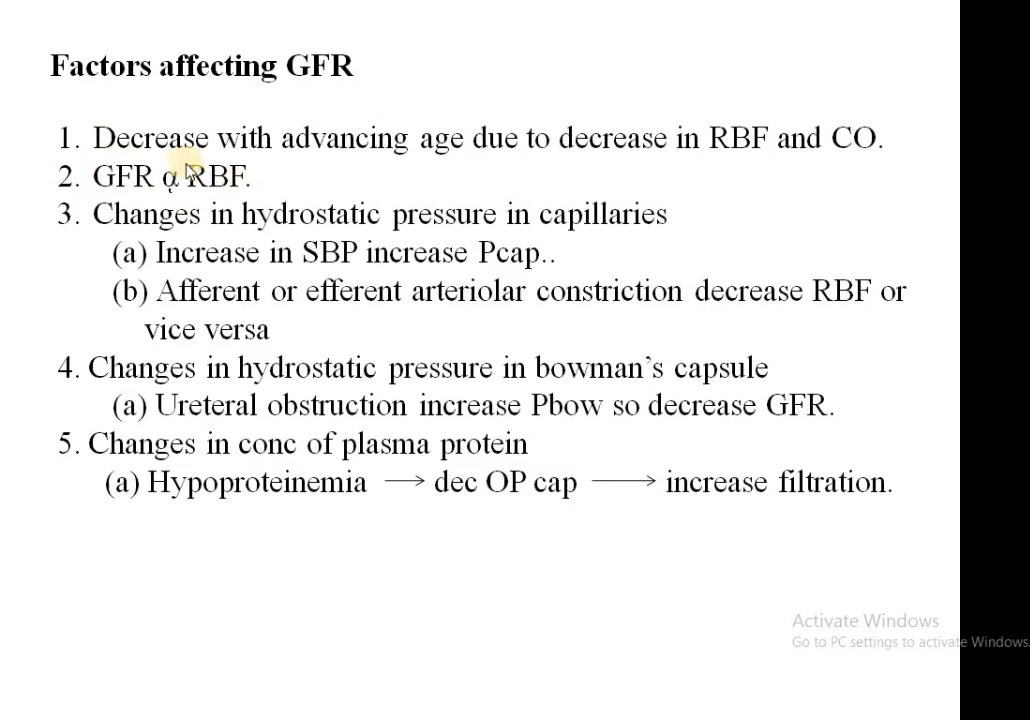 Factors affecting GFR
1. Decrease with advancing age due to decrease in RBF and CO.
2. GFR α RBF.
3. Changes in hydrostatic pressure in capillaries
(a) Increase in SBP increase Pcap..
(b) Afferent or efferent arteriolar constriction decrease RBF or
vice versa
4. Changes in hydrostatic pressure in bowman's capsule
(a) Ureteral obstruction increase Pbow so decrease GFR.
5. Changes in conc of plasma protein
(a) Hypoproteinemia ⟶ dec OP cap ⟶ increase filtration.
Activate Windows
Go to PC settings to activate Windows.